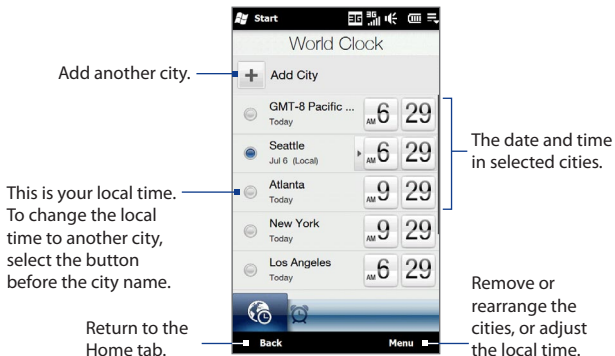 Start
World Clock
Add another city.
Add City
GMT-8 Pacific ...
Today
AM 6 29
Seattle
Jul 6 (Local)
AM 6 29
The date and time
in selected cities.
This is your local time.
To change the local
time to another city,
select the button
before the city name.
Atlanta
Today
AM 9 29
New York
Today
AM 9 29
Los Angeles
Today
AM 6 29
Return to the
Home tab.
Back
Menu
Remove or
rearrange the
cities, or adjust
the local time.